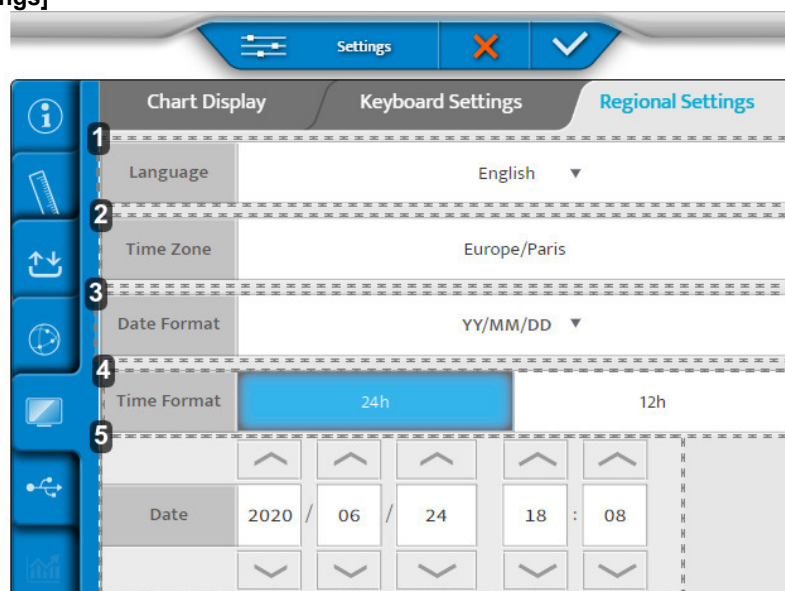 ngs]
Settings
Chart Display Keyboard Settings Regional Settings
1
Language English
2
Time Zone Europe/Paris
3
Date Format YY/MM/DD
4
Time Format 24h 12h
5
Date 2020 / 06 / 24 18 : 08